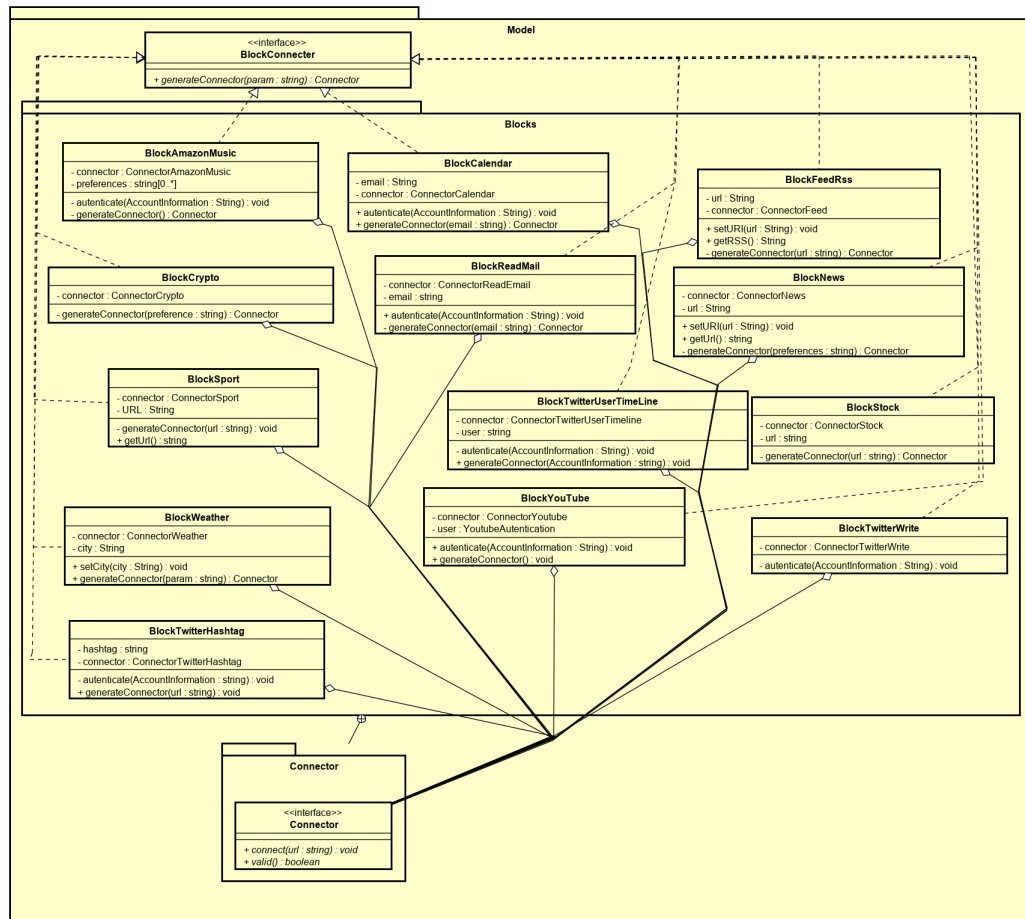 Model
<<interface>>
BlockConnecter
+ generateConnector(param : string) : Connector
Blocks
BlockAmazonMusic
- connector : ConnectorAmazonMusic
- preferences : string[0..*]
- autenticate(AccountInformation : String) : void
- generateConnector() : Connector
BlockCalendar
- email : String
- connector : ConnectorCalendar
+ autenticate(AccountInformation : String) : void
+ generateConnector(email : string) : Connector
BlockFeedRss
- url : String
- connector : ConnectorFeed
+ setURI(url : String) : void
+ getRSS() : String
- generateConnector(url : string) : Connector
BlockCrypto
- connector : ConnectorCrypto
- generateConnector(preference : string) : Connector
BlockReadMail
- connector : ConnectorReadEmail
- email : string
+ autenticate(AccountInformation : String) : void
- generateConnector(email : string) : Connector
BlockNews
- connector : ConnectorNews
- url : String
+ setURI(url : String) : void
+ getUrl() : string
- generateConnector(preferences : string) : Connector
BlockSport
- connector : ConnectorSport
- URL : String
- generateConnector(url : string) : void
+ getUrl() : string
BlockTwitterUserTimeLine
- connector : ConnectorTwitterUserTimeline
- user : string
- autenticate(AccountInformation : String) : void
+ generateConnector(AccountInformation : string) : void
BlockStock
- connector : ConnectorStock
- url : string
- generateConnector(url : string) : Connector
BlockWeather
- connector : ConnectorWeather
- city : String
+ setCity(city : String) : void
+ generateConnector(param : string) : Connector
BlockYouTube
- connector : ConnectorYoutube
- user : YoutubeAutentication
+ autenticate(AccountInformation : String) : void
+ generateConnector() : void
BlockTwitterWrite
- connector : ConnectorTwitterWrite
- autenticate(AccountInformation : String) : void
BlockTwitterHashtag
- hashtag : string
- connector : ConnectorTwitterHashtag
- autenticate(AccountInformation : string) : void
+ generateConnector(url : string) : void
Connector
<<interface>>
Connector
+ connect(url : string) : void
+ valid() : boolean